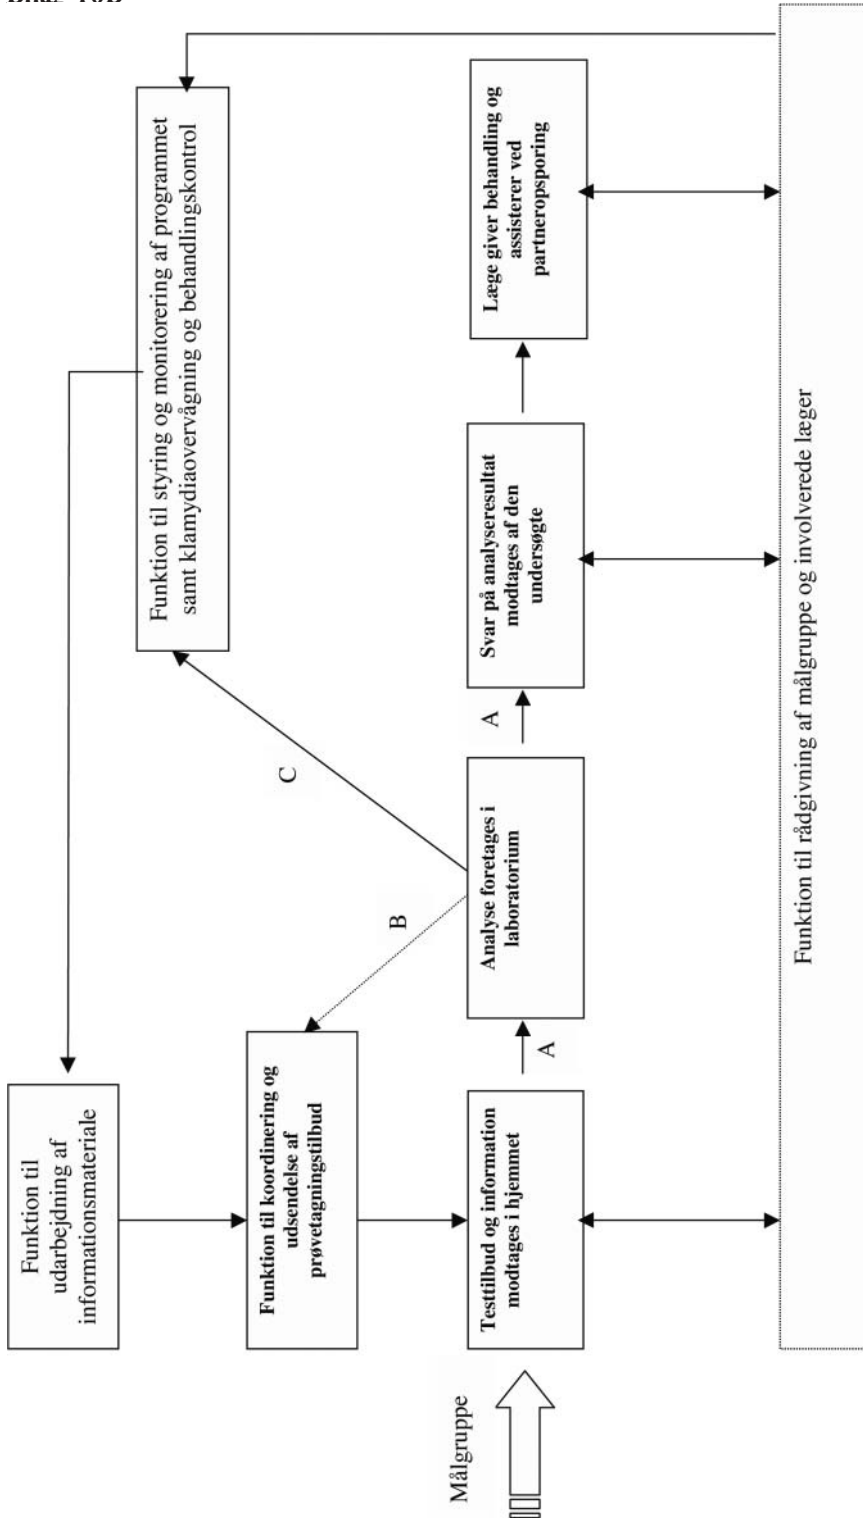 Funktion til
udarbejdning af
informationsmateriale
Funktion til styring og monitorering af programmet
samt klamydiaovervågning og behandlingskontrol
Funktion til koordinering og
udsendelse af
prøvetagningstilbud
B
C
Målgruppe
Testtilbud og information
modtages i hjemmet
A
Analyse foretages i
laboratorium
A
Svar på analyseresultat
modtages af den
undersøgte
Læge giver behandling og
assisterer ved
partneropsporing
Funktion til rådgivning af målgruppe og involverede læger